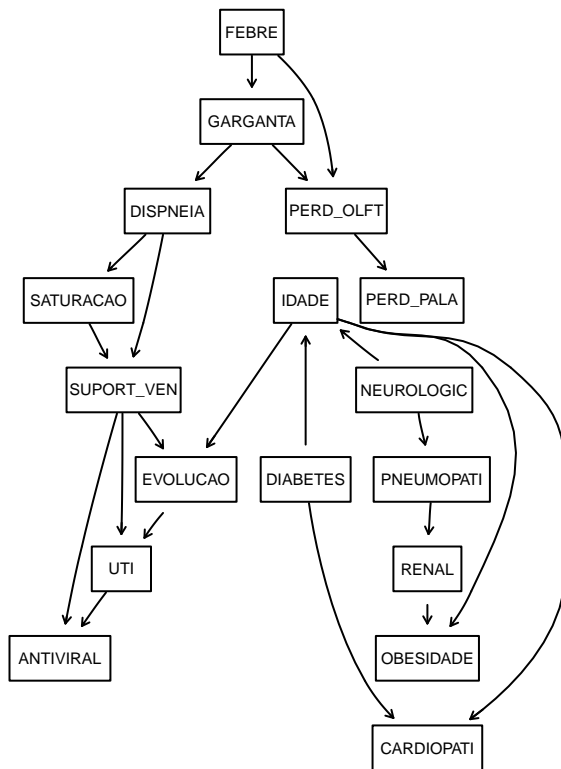 FEBRE
GARGANTA
DISPNEIA
PERD_OLFT
SATURACAO
IDADE
PERD_PALA
SUPORT_VEN
NEUROLOGIC
EVOLUCAO
DIABETES
PNEUMOPATI
UTI
RENAL
ANTIVIRAL
OBESIDADE
CARDIOPATI